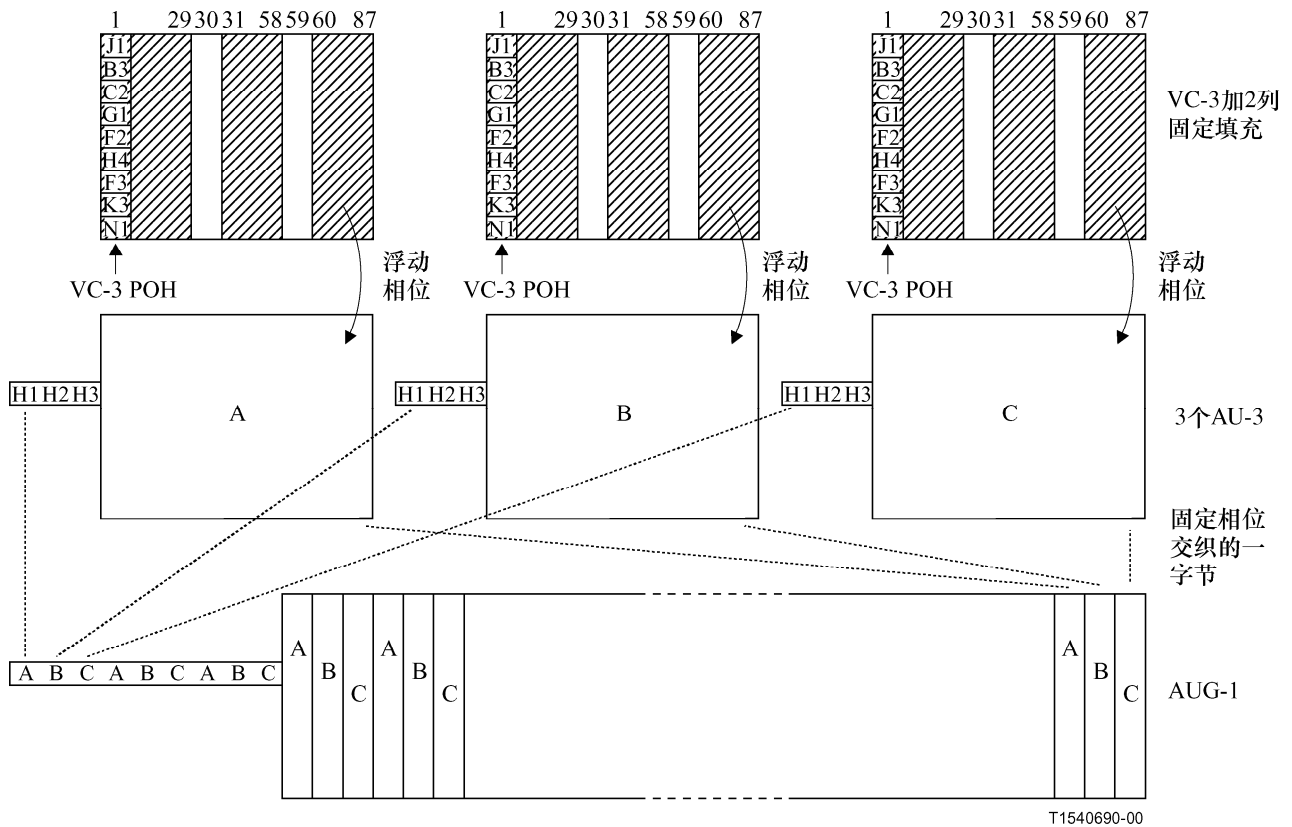 1 29 30 31 58 59 60 87 1 29 30 31 58 59 60 87 1 29 30 31 58 59 60 87
J1 J1 J1
B3 B3 B3
C2 C2 C2
G1 G1 G1
F2 F2 F2
H4 H4 H4
F3 F3 F3
K3 K3 K3
N1 N1 N1
VC-3加2列
固定填充
VC-3 POH
浮动
相位
VC-3 POH
浮动
相位
VC-3 POH
浮动
相位
H1 H2 H3
A
H1 H2 H3
B
H1 H2 H3
C
3个AU-3
固定相位
交织的一
字节
A B C A B C A B C
A B C A B C
A B C
AUG-1
T1540690-00